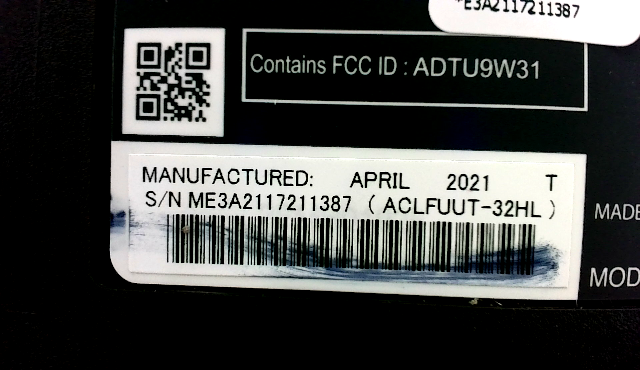 *E3A2117211387
Contains FCC ID : ADTU9W31
MANUFACTURED: APRIL 2021 T
S/N ME3A2117211387 ( ACLFUUT-32HL )
MADE
MOD